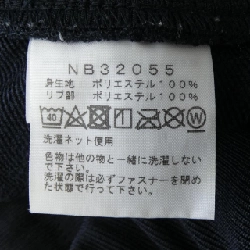 NB32055
身生地 ポリエステル100%
リブ部 ポリエステル100%
40 W
洗濯ネット使用
色物は他の物と一緒に洗濯しない
で下さい
洗濯の際は必ずファスナーを閉め
た状態で行って下さい